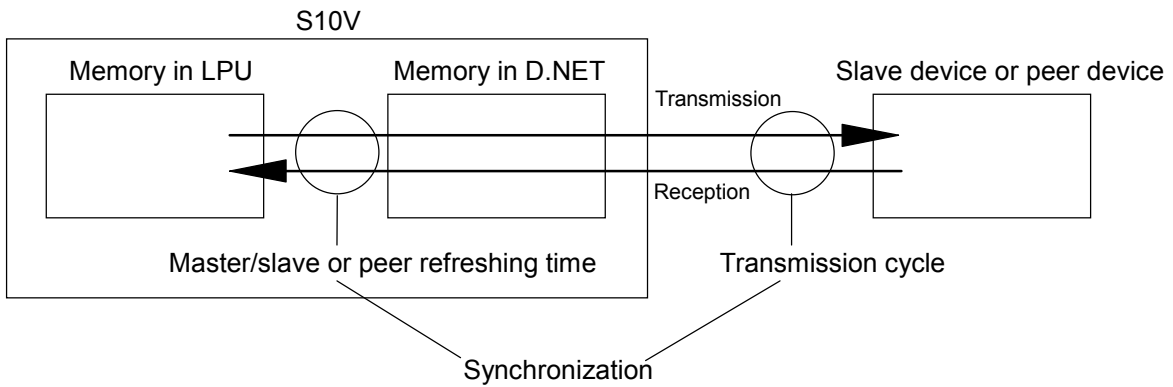 S10V
Memory in LPU
Memory in D.NET
Slave device or peer device
Transmission
Reception
Master/slave or peer refreshing time
Transmission cycle
Synchronization